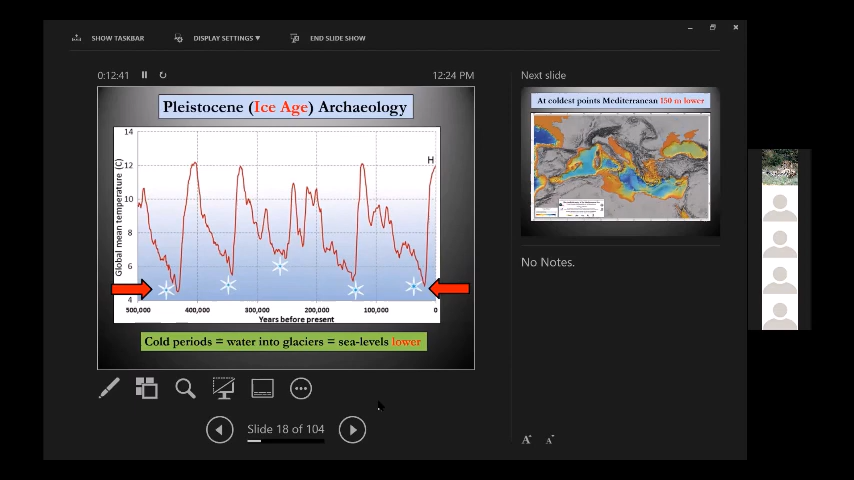 SHOW TASKBAR
DISPLAY SETTINGS ▼
END SLIDE SHOW
0:12:41
12:24 PM
Pleistocene (Ice Age) Archaeology
14
12
10
8
6
4
Global mean temperature (C)
H
500,000
400,000
300,000
200,000
100,000
0
Years before present
Cold periods = water into glaciers = sea-levels lower
Slide 18 of 104
Next slide
At coldest points Mediterranean 150 m lower
No Notes.
A
A